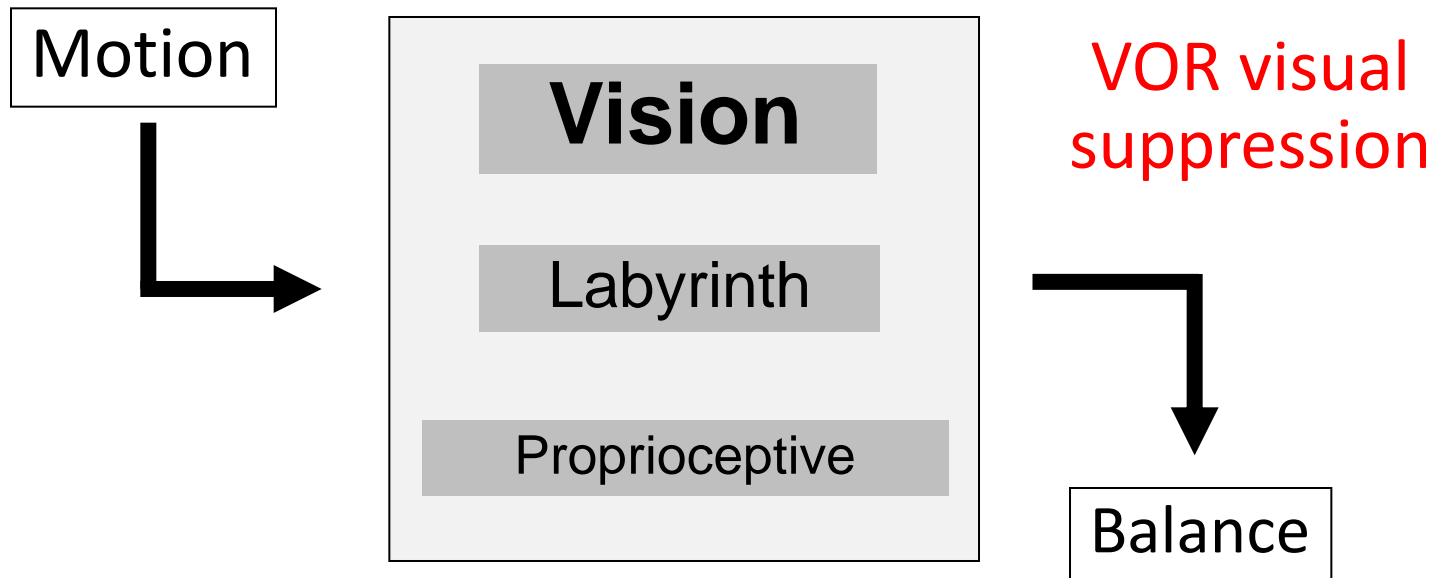 Motion
Vision
Labyrinth
Proprioceptive
VOR visual
suppression
Balance